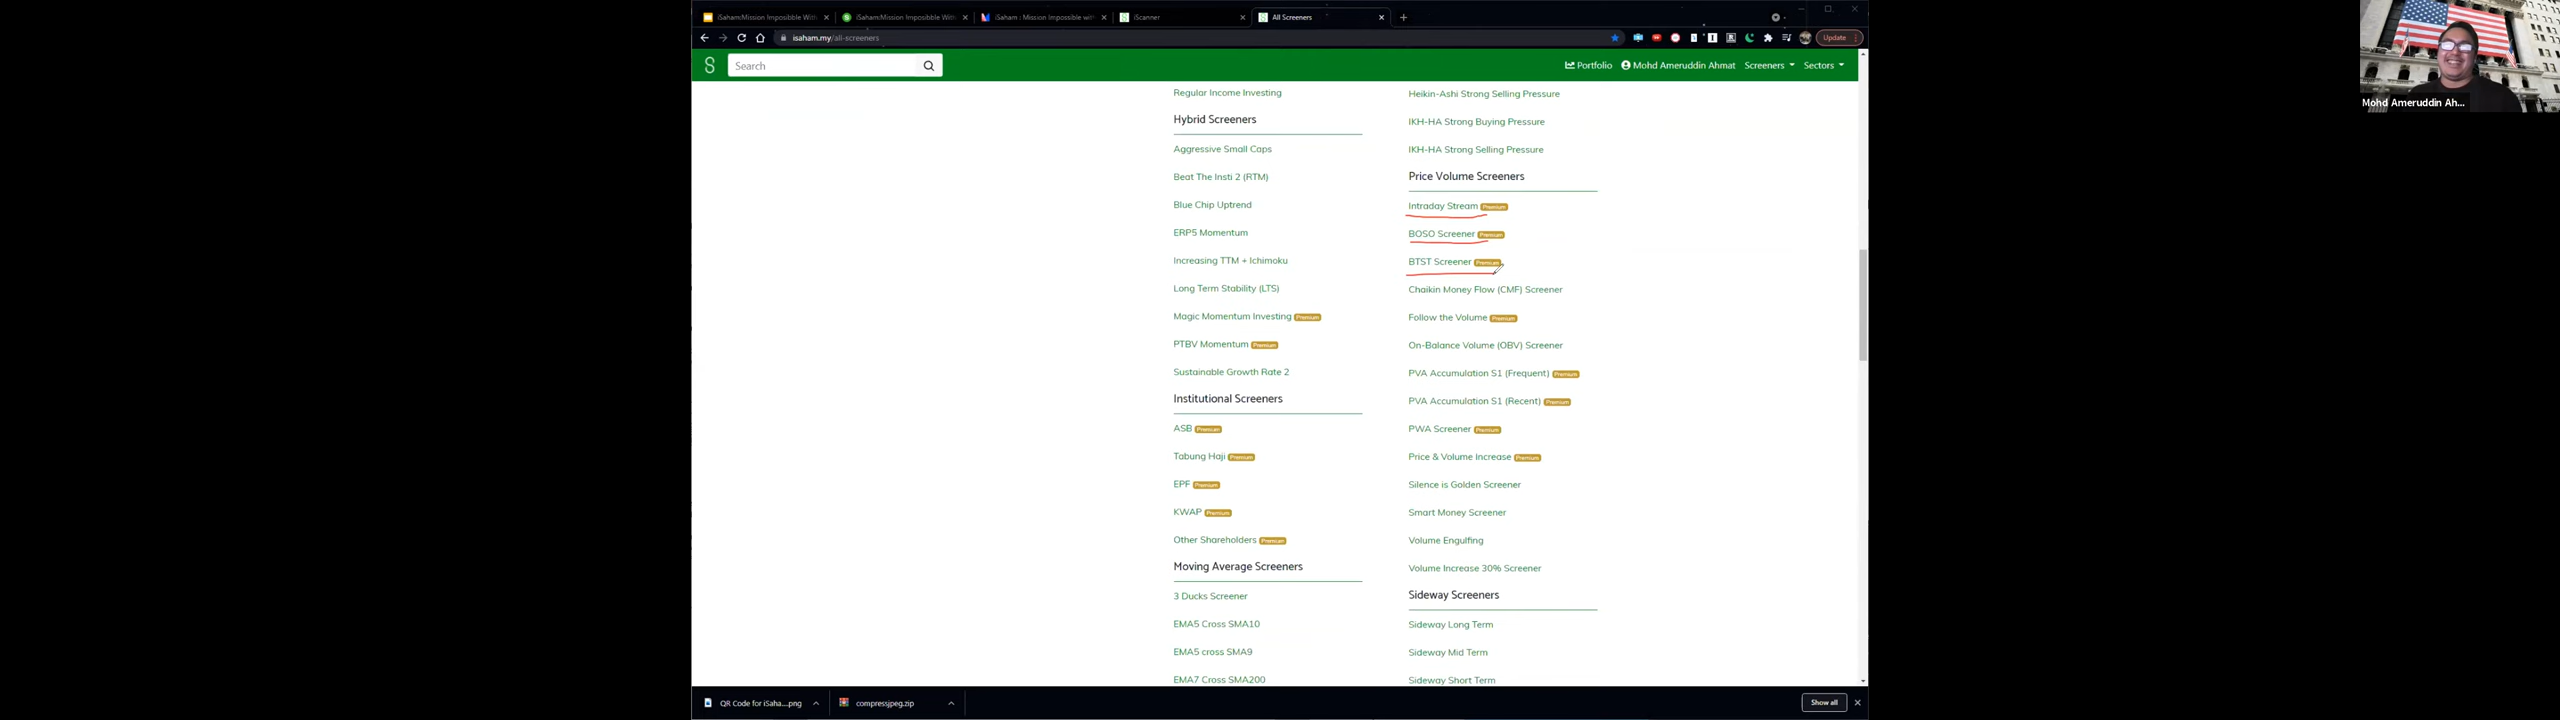 iSaham:Mission Imposibble With
iSaham:Mission Imposibble With
iSaham : Mission Impossible wit
iScanner
All Screeners
isaham.my/all-screeners
Update
Search
Portfolio
Mohd Ameruddin Ahmat
Screeners
Sectors
Regular Income Investing
Hybrid Screeners
Aggressive Small Caps
Beat The Insti 2 (RTM)
Blue Chip Uptrend
ERP5 Momentum
Increasing TTM + Ichimoku
Long Term Stability (LTS)
Magic Momentum Investing Premium
PTBV Momentum Premium
Sustainable Growth Rate 2
Institutional Screeners
ASB Premium
Tabung Haji Premium
EPF Premium
KWAP Premium
Other Shareholders Premium
Moving Average Screeners
3 Ducks Screener
EMA5 Cross SMA10
EMA5 cross SMA9
EMA7 Cross SMA200
Heikin-Ashi Strong Selling Pressure
IKH-HA Strong Buying Pressure
IKH-HA Strong Selling Pressure
Price Volume Screeners
Intraday Stream Premium
BOSO Screener Premium
BTST Screener Premium
Chaikin Money Flow (CMF) Screener
Follow the Volume Premium
On-Balance Volume (OBV) Screener
PVA Accumulation S1 (Frequent) Premium
PVA Accumulation S1 (Recent) Premium
PWA Screener Premium
Price & Volume Increase Premium
Silence is Golden Screener
Smart Money Screener
Volume Engulfing
Volume Increase 30% Screener
Sideway Screeners
Sideway Long Term
Sideway Mid Term
Sideway Short Term
QR Code for iSaha....png
compressjpeg.zip
Show all
Mohd Ameruddin Ah...